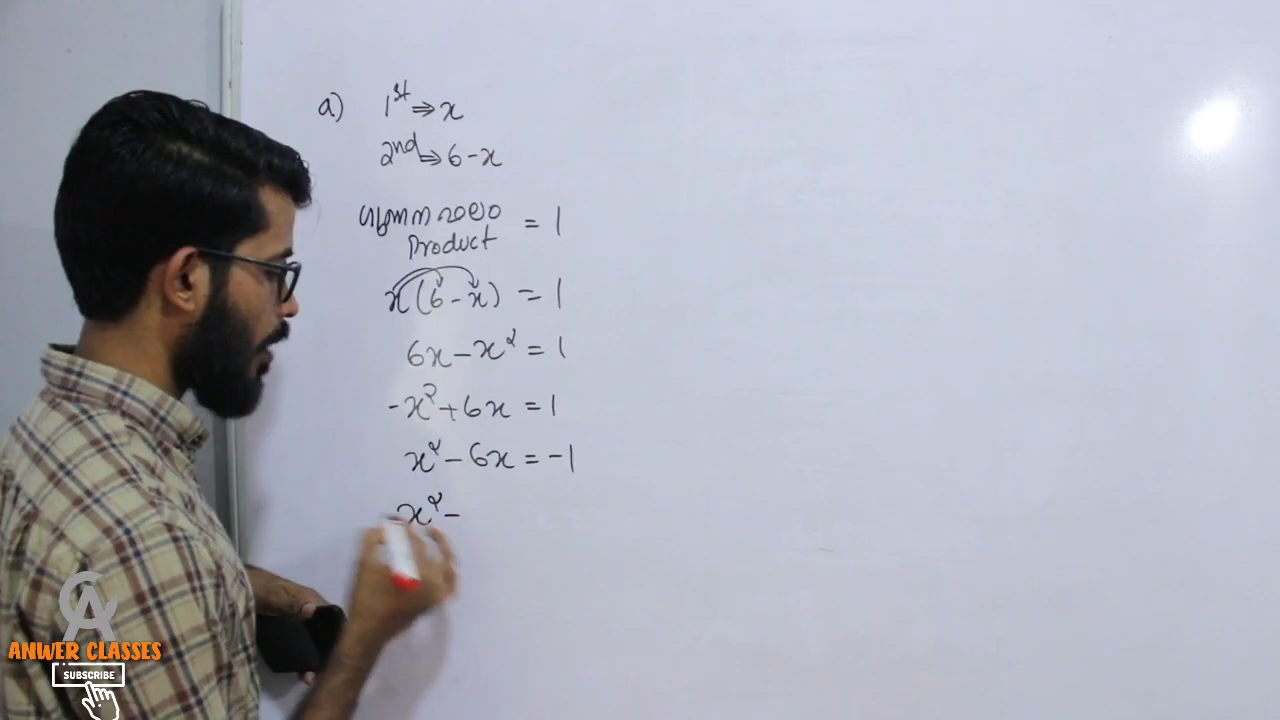 a) 1st ⇒ x
2nd ⇒ 6-x
ഗുണനഫലം
Product = 1
x(6-x) = 1
6x-x² = 1
-x²+6x = 1
x²-6x = -1
x²-
CA
ANWER CLASSES
SUBSCRIBE